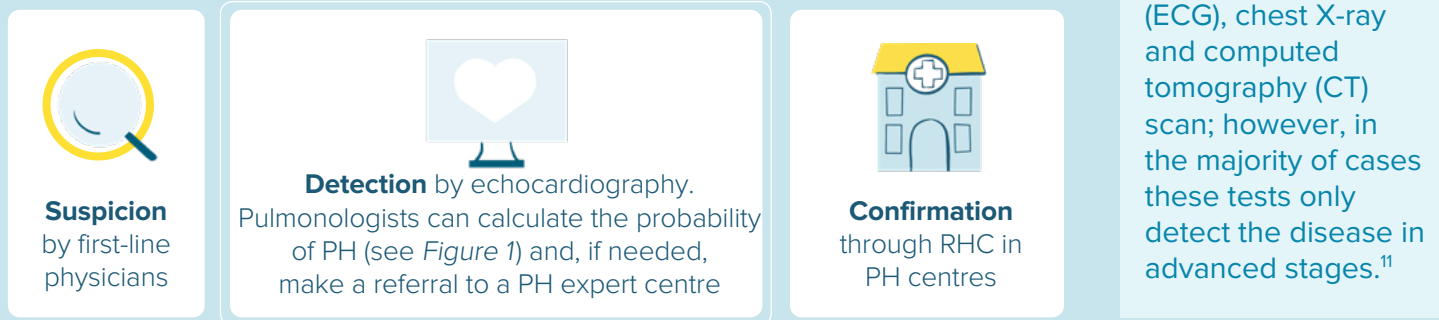 Suspicion
by first-line
physicians
Detection by echocardiography.
Pulmonologists can calculate the probability
of PH (see Figure 1) and, if needed,
make a referral to a PH expert centre
Confirmation
through RHC in
PH centres
(ECG), chest X-ray
and computed
tomography (CT)
scan; however, in
the majority of cases
these tests only
detect the disease in
advanced stages.¹¹